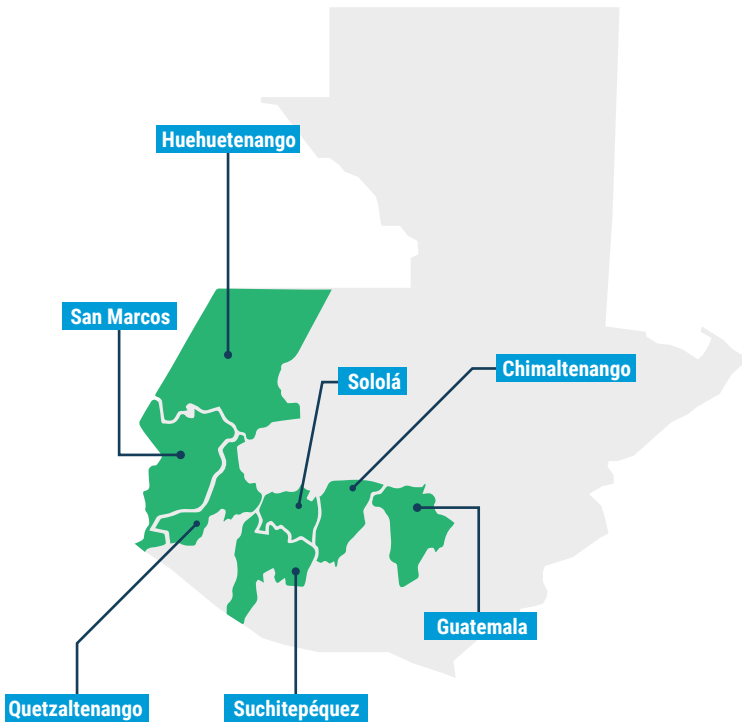 Huehuetenango
San Marcos
Sololá
Chimaltenango
Guatemala
Quetzaltenango
Suchitepéquez